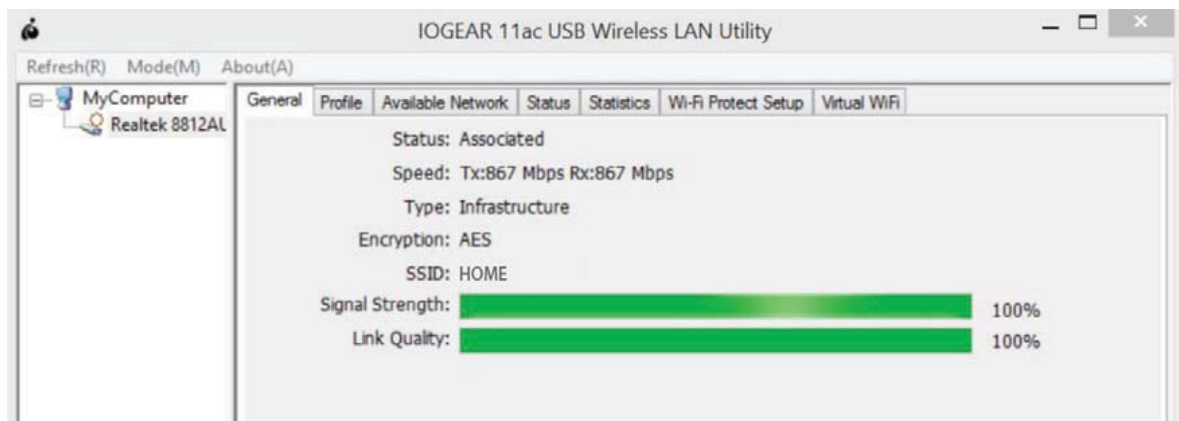 IOGEAR 11ac USB Wireless LAN Utility
Refresh(R) Mode(M) About(A)
MyComputer
Realtek 8812AU
General Profile Available Network Status Statistics Wi-Fi Protect Setup Virtual WiFi
Status: Associated
Speed: Tx:867 Mbps Rx:867 Mbps
Type: Infrastructure
Encryption: AES
SSID: HOME
Signal Strength: 100%
Link Quality: 100%